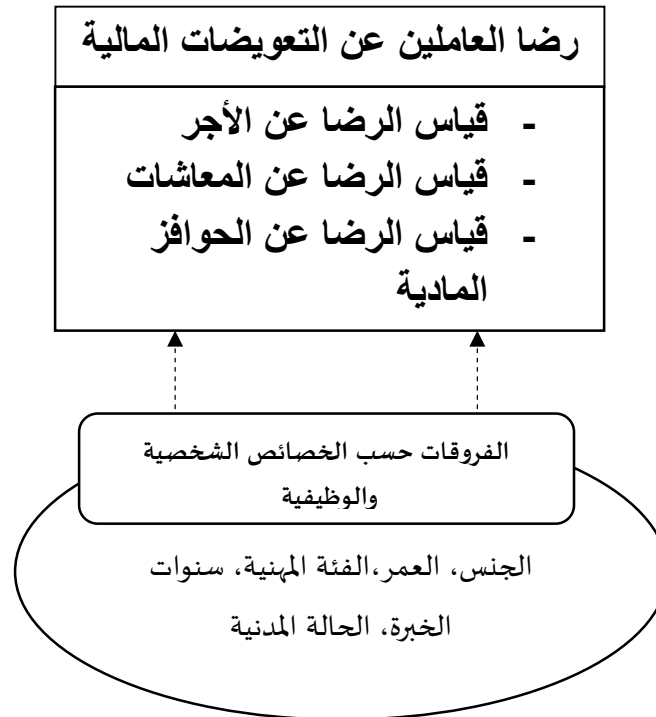 رضا العاملين عن التعويضات المالية
- قياس الرضا عن الأجر
- قياس الرضا عن المعاشات
- قياس الرضا عن الحوافز
المادية
الفروقات حسب الخصائص الشخصية
والوظيفية
الجنس، العمر،الفئة المهنية، سنوات
الخبرة، الحالة المدنية